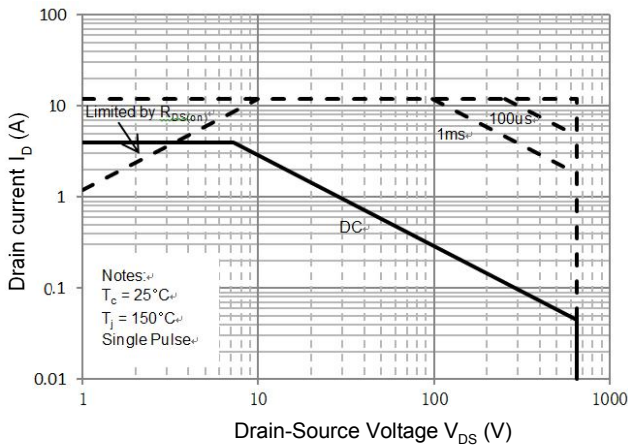 100
10
1
0.1
0.01
Drain current I_D (A)
Limited by R_DS(on)
100us
1ms
DC
Notes:
T_c = 25°C
T_j = 150°C
Single Pulse
1 10 100 1000
Drain-Source Voltage V_DS (V)